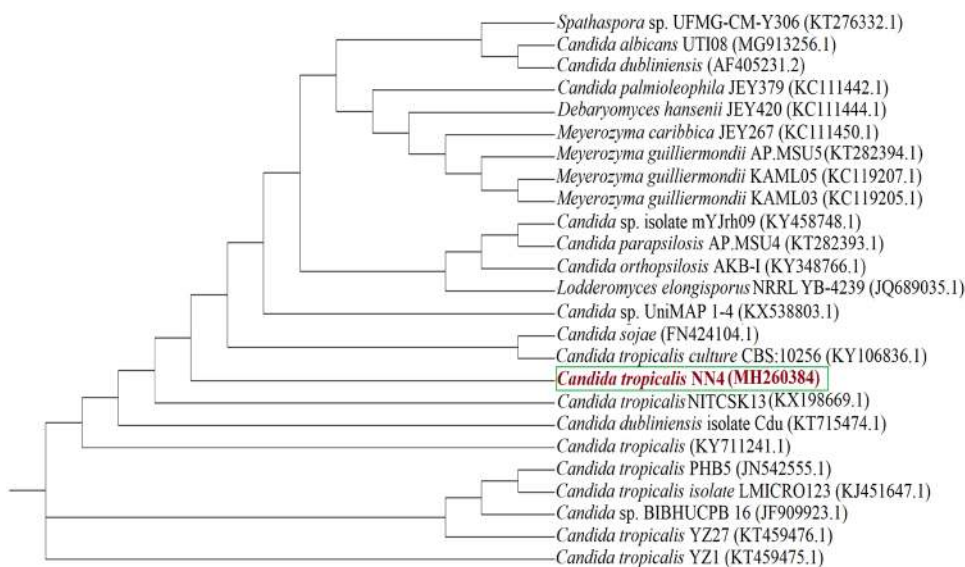 Spathaspora sp. UFMG-CM-Y306 (KT276332.1)
Candida albicans UTI08 (MG913256.1)
Candida dubliniensis (AF405231.2)
Candida palmioleophila JEY379 (KC111442.1)
Debaryomyces hansenii JEY420 (KC111444.1)
Meyerozyma caribbica JEY267 (KC111450.1)
Meyerozyma guilliermondii AP.MSU5 (KT282394.1)
Meyerozyma guilliermondii KAML05 (KC119207.1)
Meyerozyma guilliermondii KAML03 (KC119205.1)
Candida sp. isolate mYJrh09 (KY458748.1)
Candida parapsilosis AP.MSU4 (KT282393.1)
Candida orthopsilosis AKB-I (KY348766.1)
Lodderomyces elongisporus NRRL YB-4239 (JQ689035.1)
Candida sp. UniMAP 1-4 (KX538803.1)
Candida sojae (FN424104.1)
Candida tropicalis culture CBS:10256 (KY106836.1)
Candida tropicalis NN4 (MH260384)
Candida tropicalis NITCSK13 (KX198669.1)
Candida dubliniensis isolate Cdu (KT715474.1)
Candida tropicalis (KY711241.1)
Candida tropicalis PHB5 (JN542555.1)
Candida tropicalis isolate LMICRO123 (KJ451647.1)
Candida sp. BIBHUCPB 16 (JF909923.1)
Candida tropicalis YZ27 (KT459476.1)
Candida tropicalis YZ1 (KT459475.1)